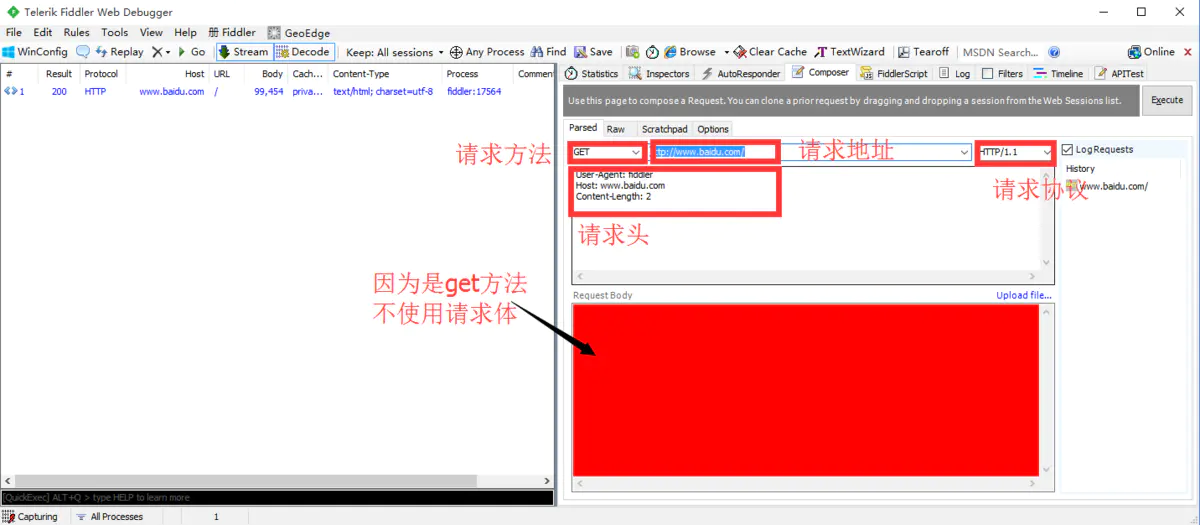 Telerik Fiddler Web Debugger
File Edit Rules Tools View Help Fiddler GeoEdge
WinConfig Replay Go Stream Decode Keep: All sessions Any Process Find Save Browse Clear Cache TextWizard Tearoff MSDN Search... Online
# Result Protocol Host URL Body Cach... Content-Type Process Commen
1 200 HTTP www.baidu.com / 99,454 priva... text/html; charset=utf-8 fiddler:17564
Statistics Inspectors AutoResponder Composer FiddlerScript Log Filters Timeline APITest
Use this page to compose a Request. You can clone a prior request by dragging and dropping a session from the Web Sessions list.
Execute
Parsed Raw Scratchpad Options
请求方法
GET
ttp://www.baidu.com/
请求地址
HTTP/1.1
请求协议
Log Requests
History
www.baidu.com/
User-Agent: fiddler
Host: www.baidu.com
Content-Length: 2
请求头
因为是get方法
不使用请求体
Request Body Upload file...
[QuickExec] ALT+Q > type HELP to learn more
Capturing All Processes 1